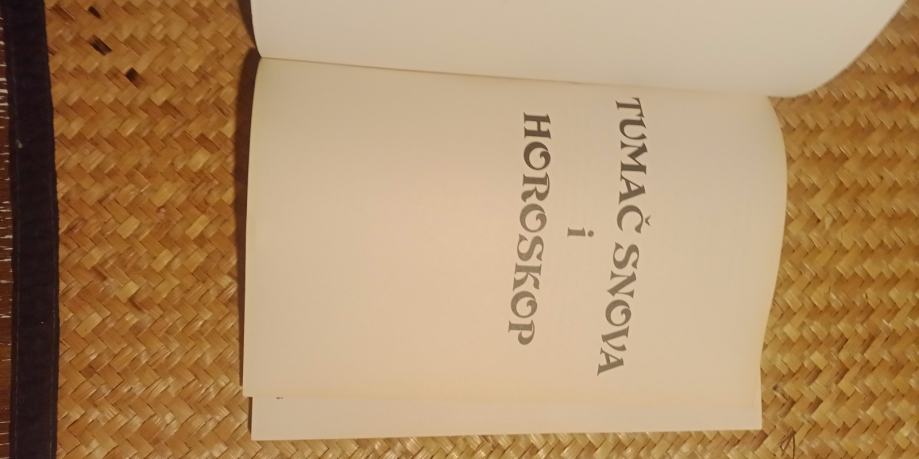 TUMAČ SNOVA
i
HOROSKOP